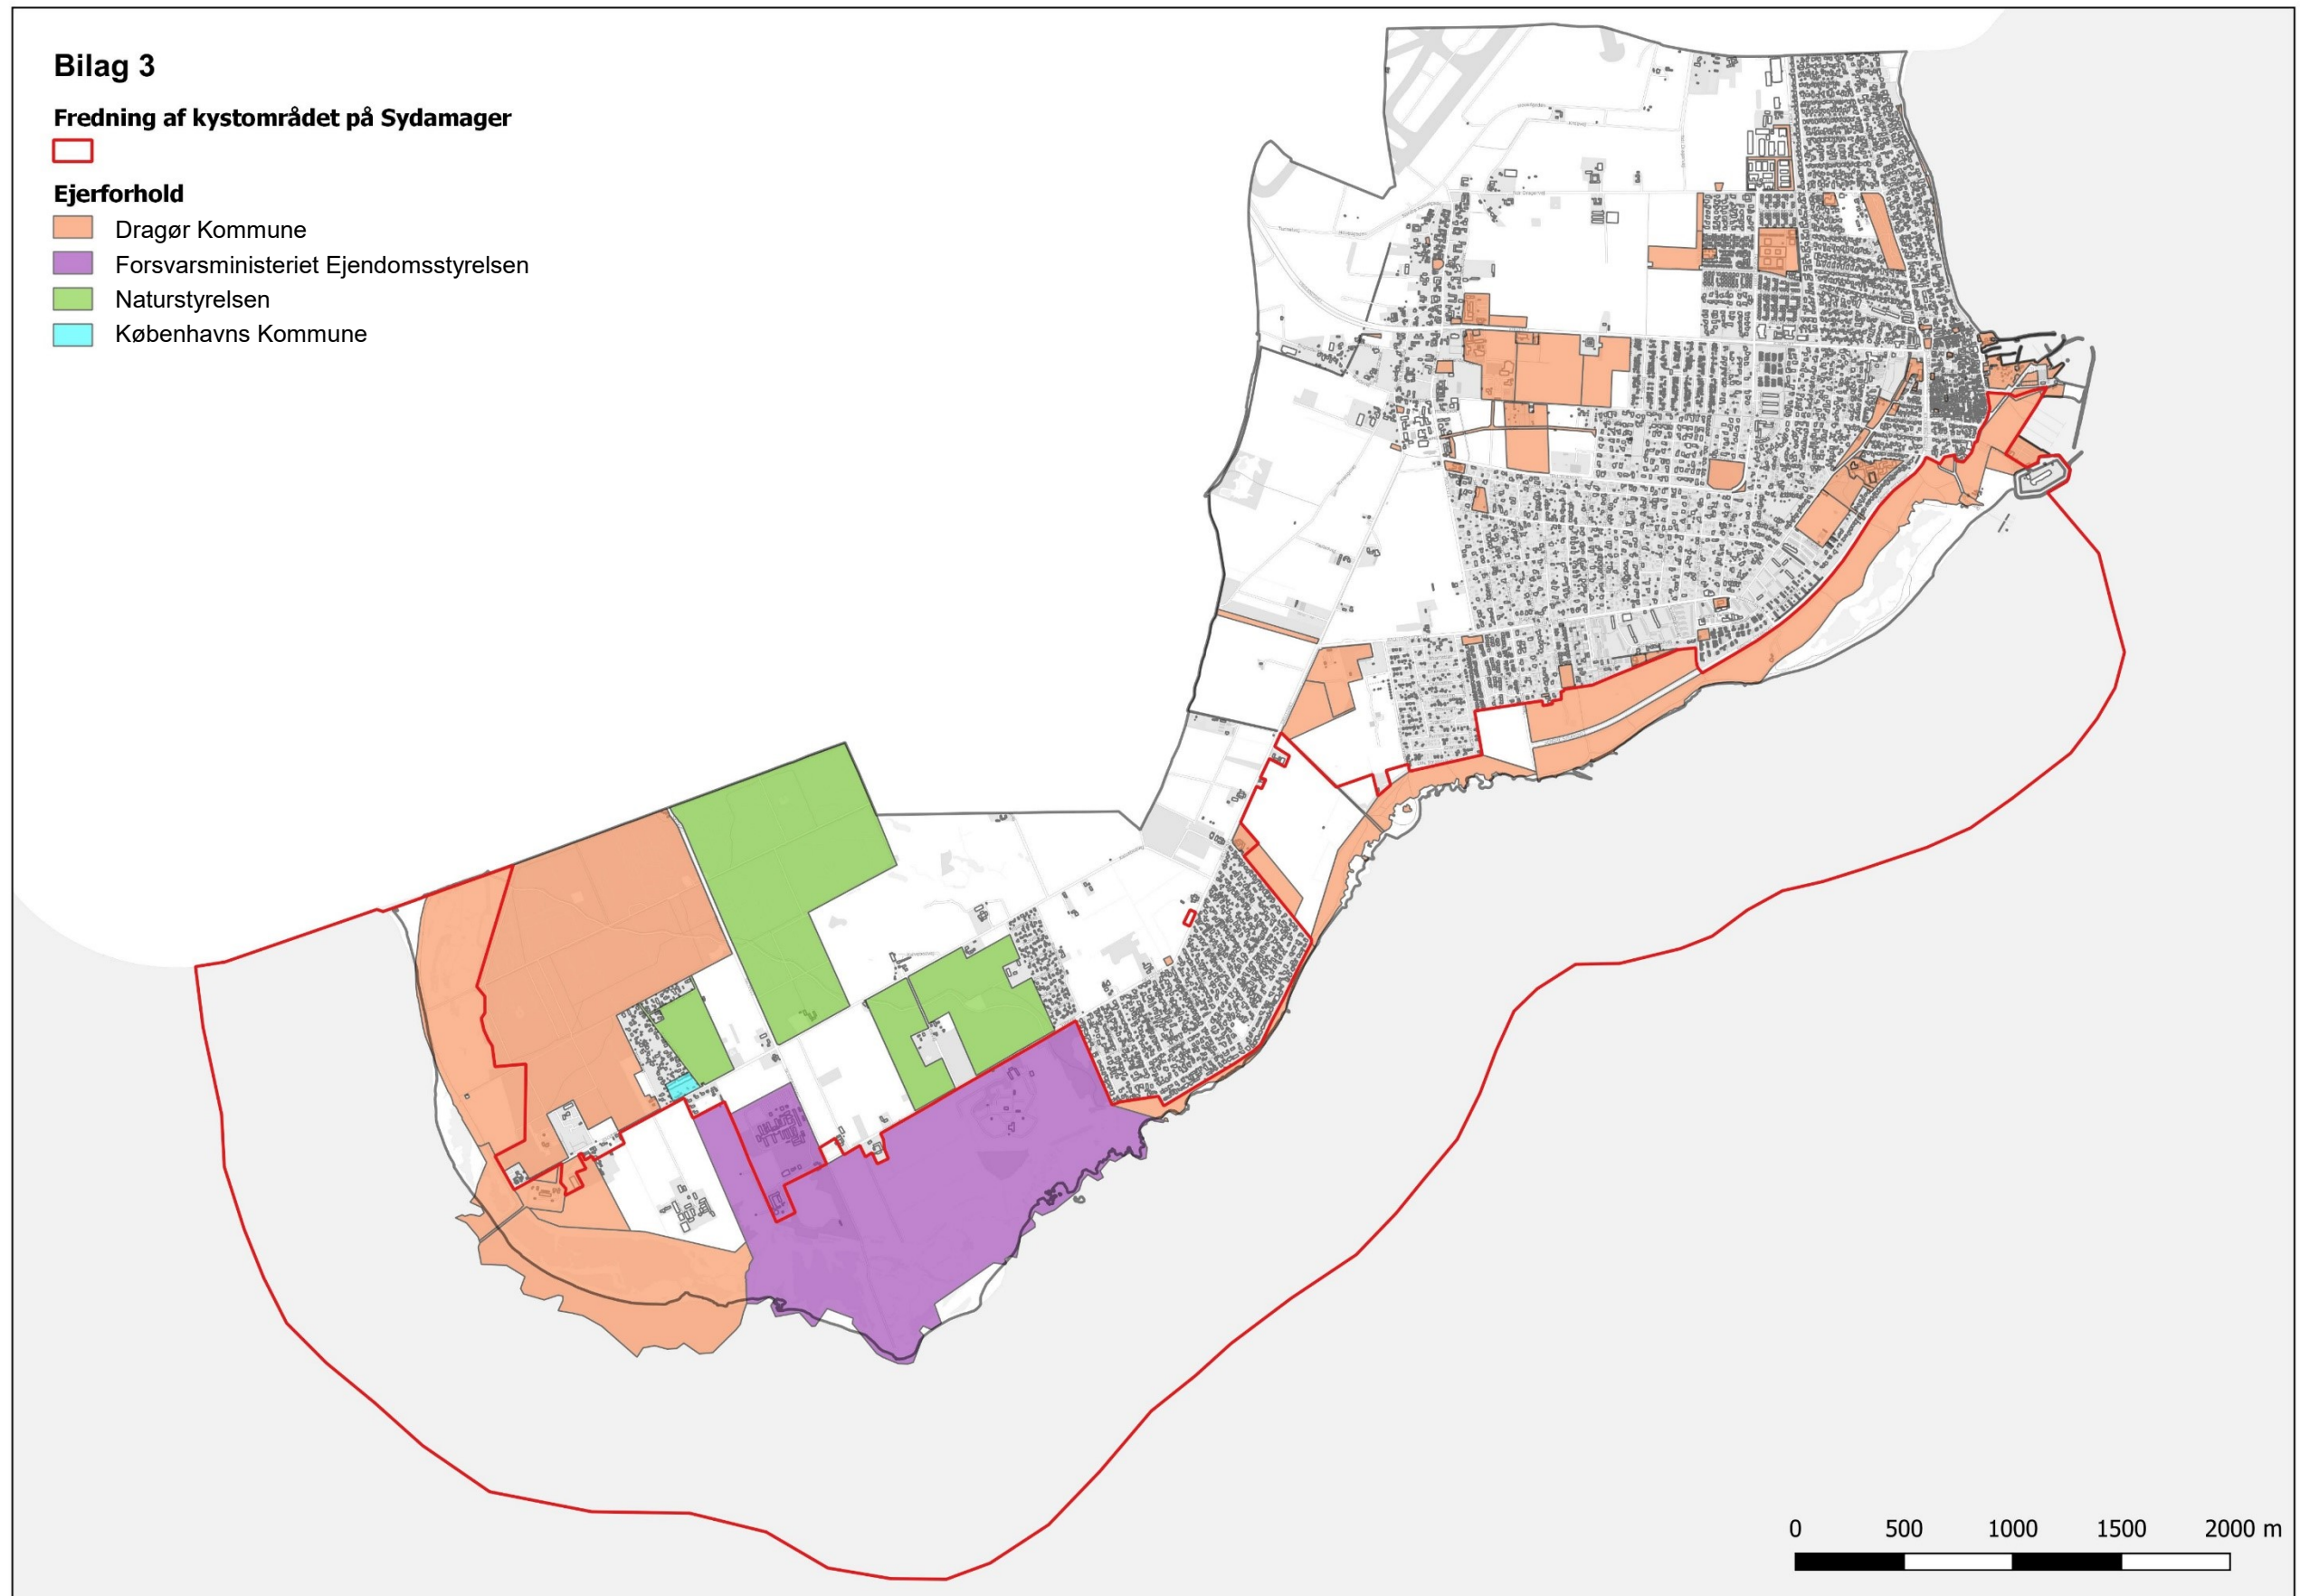 Bilag 3
Fredning af kystområdet på Sydamager
Ejerforhold
Dragør Kommune
Forsvarsministeriet Ejendomsstyrelsen
Naturstyrelsen
Københavns Kommune
0 500 1000 1500 2000 m